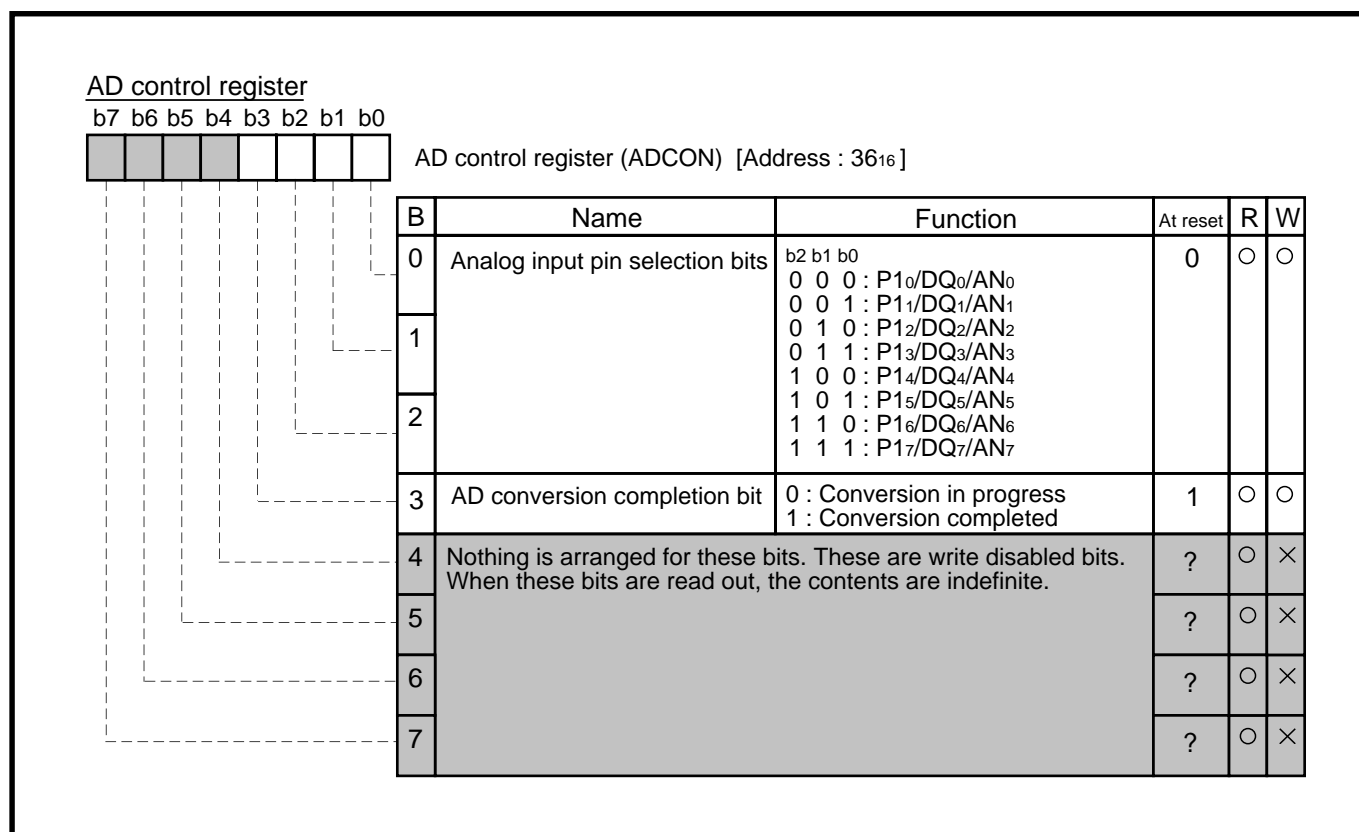 AD control register
b7 b6 b5 b4 b3 b2 b1 b0
AD control register (ADCON) [Address : 36₁₆]
B Name Function At reset R W
0 Analog input pin selection bits b2 b1 b0 0 ○ ○
0 0 0 : P1₀/DQ₀/AN₀
0 0 1 : P1₁/DQ₁/AN₁
1 0 1 0 : P1₂/DQ₂/AN₂
0 1 1 : P1₃/DQ₃/AN₃
1 0 0 : P1₄/DQ₄/AN₄
2 1 0 1 : P1₅/DQ₅/AN₅
1 1 0 : P1₆/DQ₆/AN₆
1 1 1 : P1₇/DQ₇/AN₇
3 AD conversion completion bit 0 : Conversion in progress 1 ○ ○
1 : Conversion completed
4 Nothing is arranged for these bits. These are write disabled bits. ? ○ ×
When these bits are read out, the contents are indefinite.
5 ? ○ ×
6 ? ○ ×
7 ? ○ ×